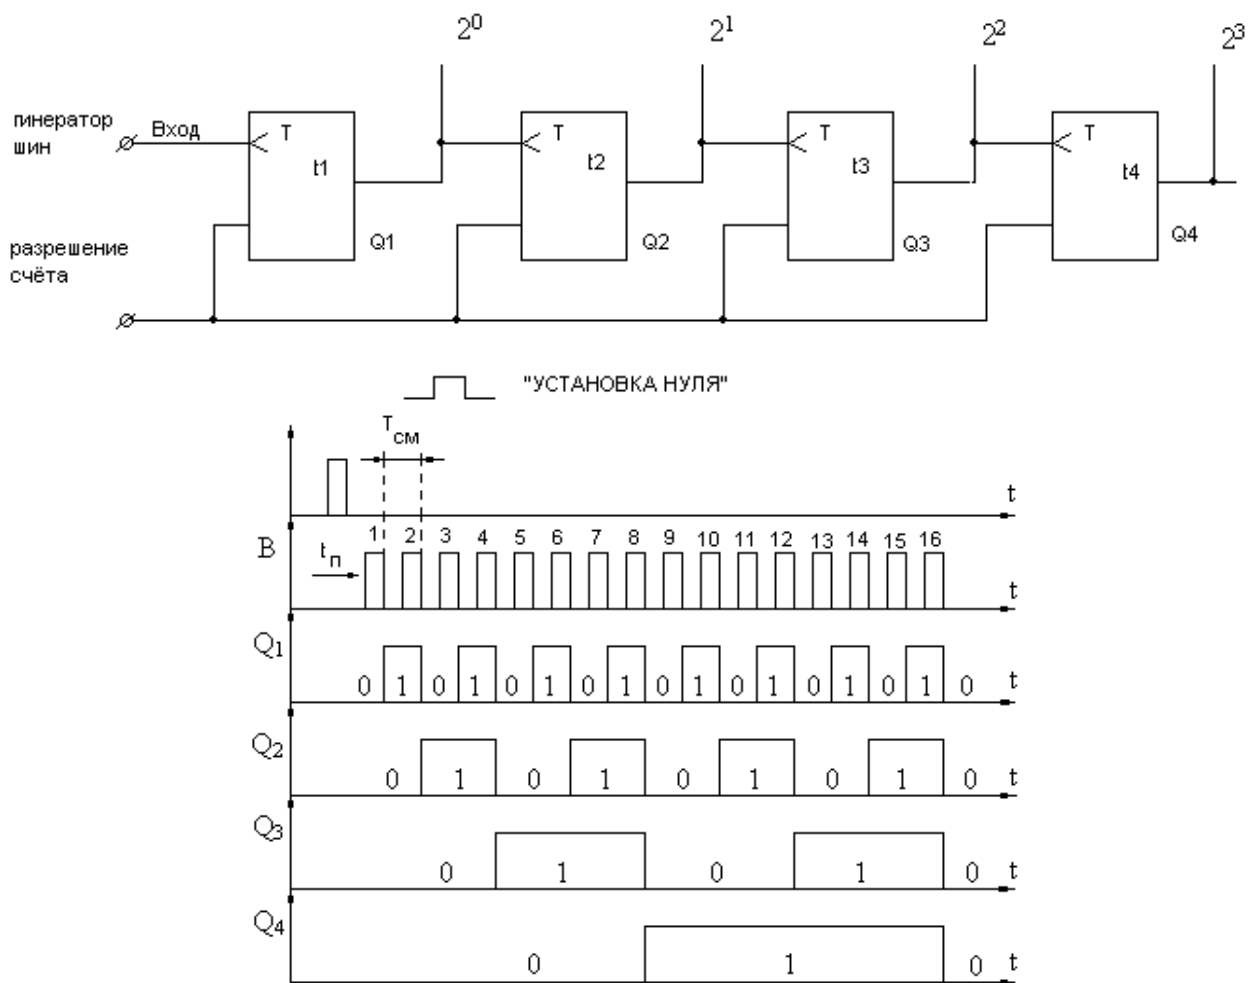 2⁰ 2¹ 2² 2³
гинератор
шин
Вход
T T T T
t1 t2 t3 t4
Q1 Q2 Q3 Q4
разрешение
счёта
"УСТАНОВКА НУЛЯ"
Tсм
t
B
tп
1 2 3 4 5 6 7 8 9 10 11 12 13 14 15 16
t
Q1
0 1 0 1 0 1 0 1 0 1 0 1 0 1 0 1 0
t
Q2
0 1 0 1 0 1 0 1 0
t
Q3
0 1 0 1 0
t
Q4
0 1 0
t